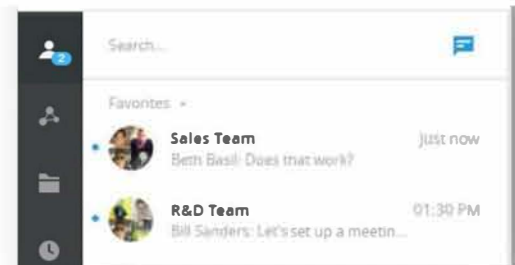 Search...
2
Favorites
Sales Team Just now
Beth Basil: Does that work?
R&D Team 01:30 PM
Bill Sanders: Let's set up a meetin...